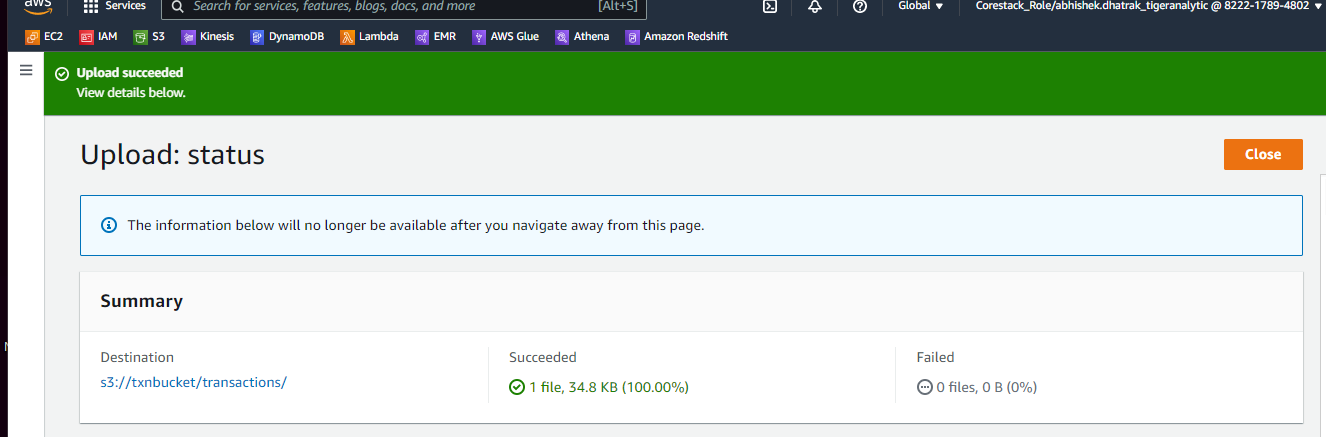 aws
Services
Search for services, features, blogs, docs, and more
[Alt+S]
Global ▼
Corestack_Role/abhishek.dhatrak_tigeranalytic @ 8222-1789-4802 ▼
EC2 IAM S3 Kinesis DynamoDB Lambda EMR AWS Glue Athena Amazon Redshift
Upload succeeded
View details below.
Upload: status
Close
The information below will no longer be available after you navigate away from this page.
Summary
Destination
s3://txnbucket/transactions/
Succeeded
1 file, 34.8 KB (100.00%)
Failed
0 files, 0 B (0%)